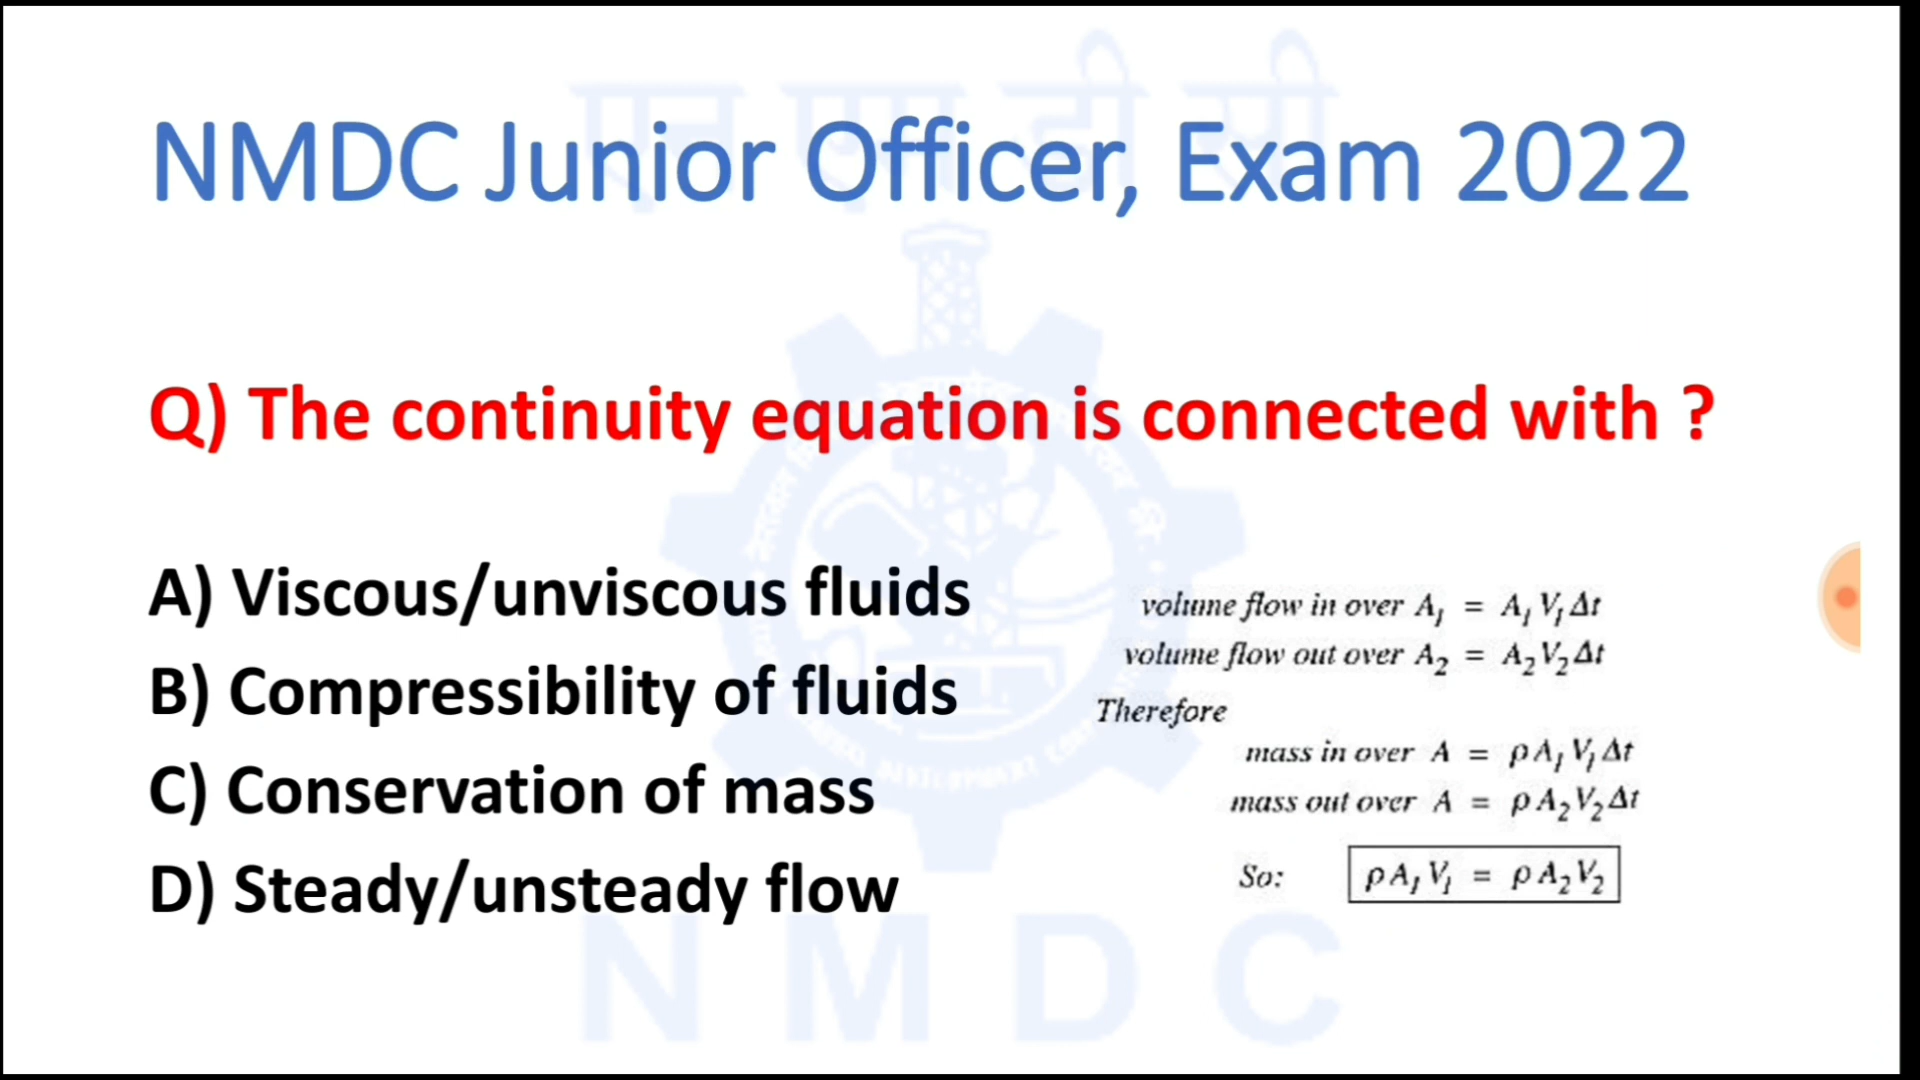 एन एम डी सी
NMDC Junior Officer, Exam 2022
Q) The continuity equation is connected with ?
A) Viscous/unviscous fluids
B) Compressibility of fluids
C) Conservation of mass
D) Steady/unsteady flow
volume flow in over A₁ = A₁ V₁ Δt
volume flow out over A₂ = A₂ V₂ Δt
Therefore
mass in over A = ρ A₁ V₁ Δt
mass out over A = ρ A₂ V₂ Δt
So: ρ A₁ V₁ = ρ A₂ V₂
NMDC